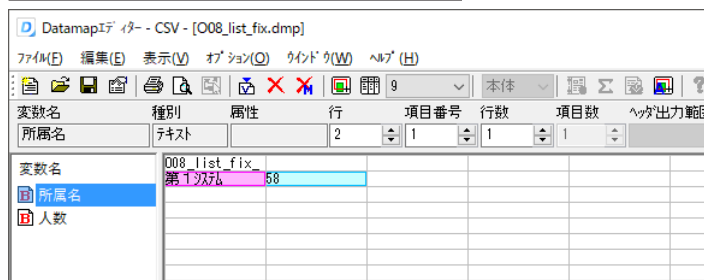 Datamapｴﾃﾞｨﾀｰ - CSV - [O08_list_fix.dmp]
ﾌｧｲﾙ(F) 編集(E) 表示(V) ｵﾌﾟｼｮﾝ(O) ｳｲﾝﾄﾞｳ(W) ﾍﾙﾌﾟ(H)
9 本体
変数名 種別 属性 行 項目番号 行数 項目数 ﾍｯﾀﾞ出力範囲
所属名 ﾃｷｽﾄ 2 1 1 1
変数名
所属名
人数
O08_list_fix_
第１ｼｽﾃﾑ 58